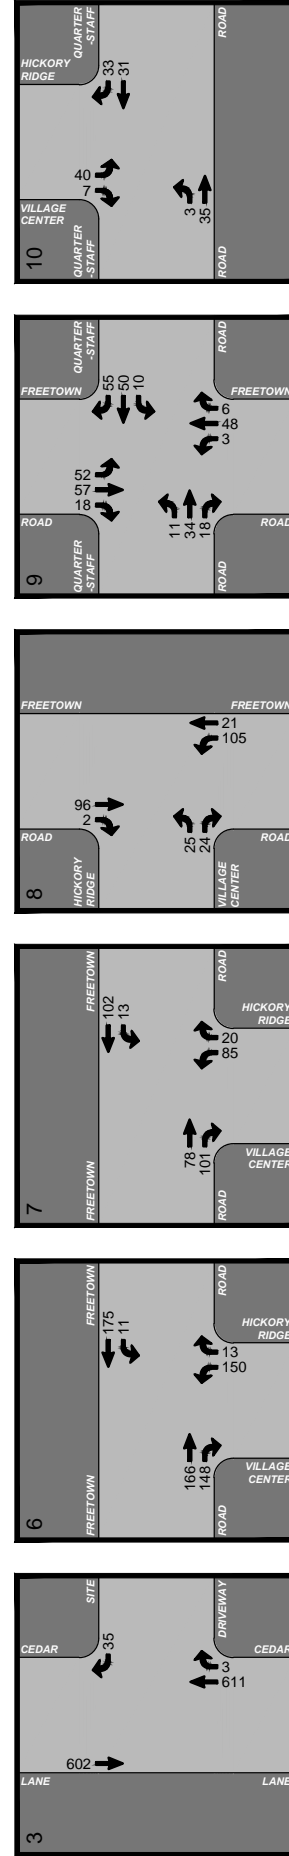 10
HICKORY
RIDGE
QUARTER
-STAFF
ROAD
33
31
40
7
3
35
VILLAGE
CENTER
QUARTER
-STAFF
ROAD
9
FREETOWN
QUARTER
-STAFF
ROAD
FREETOWN
55
50
10
52
57
18
6
48
3
11
34
18
ROAD
QUARTER
-STAFF
ROAD
ROAD
8
FREETOWN
FREETOWN
21
105
96
2
25
24
ROAD
HICKORY
RIDGE
VILLAGE
CENTER
ROAD
7
FREETOWN
ROAD
HICKORY
RIDGE
102
13
20
85
78
101
FREETOWN
ROAD
VILLAGE
CENTER
6
FREETOWN
ROAD
HICKORY
RIDGE
175
11
13
150
166
148
FREETOWN
ROAD
VILLAGE
CENTER
3
CEDAR
SITE
DRIVEWAY
CEDAR
35
3
611
602
LANE
LANE